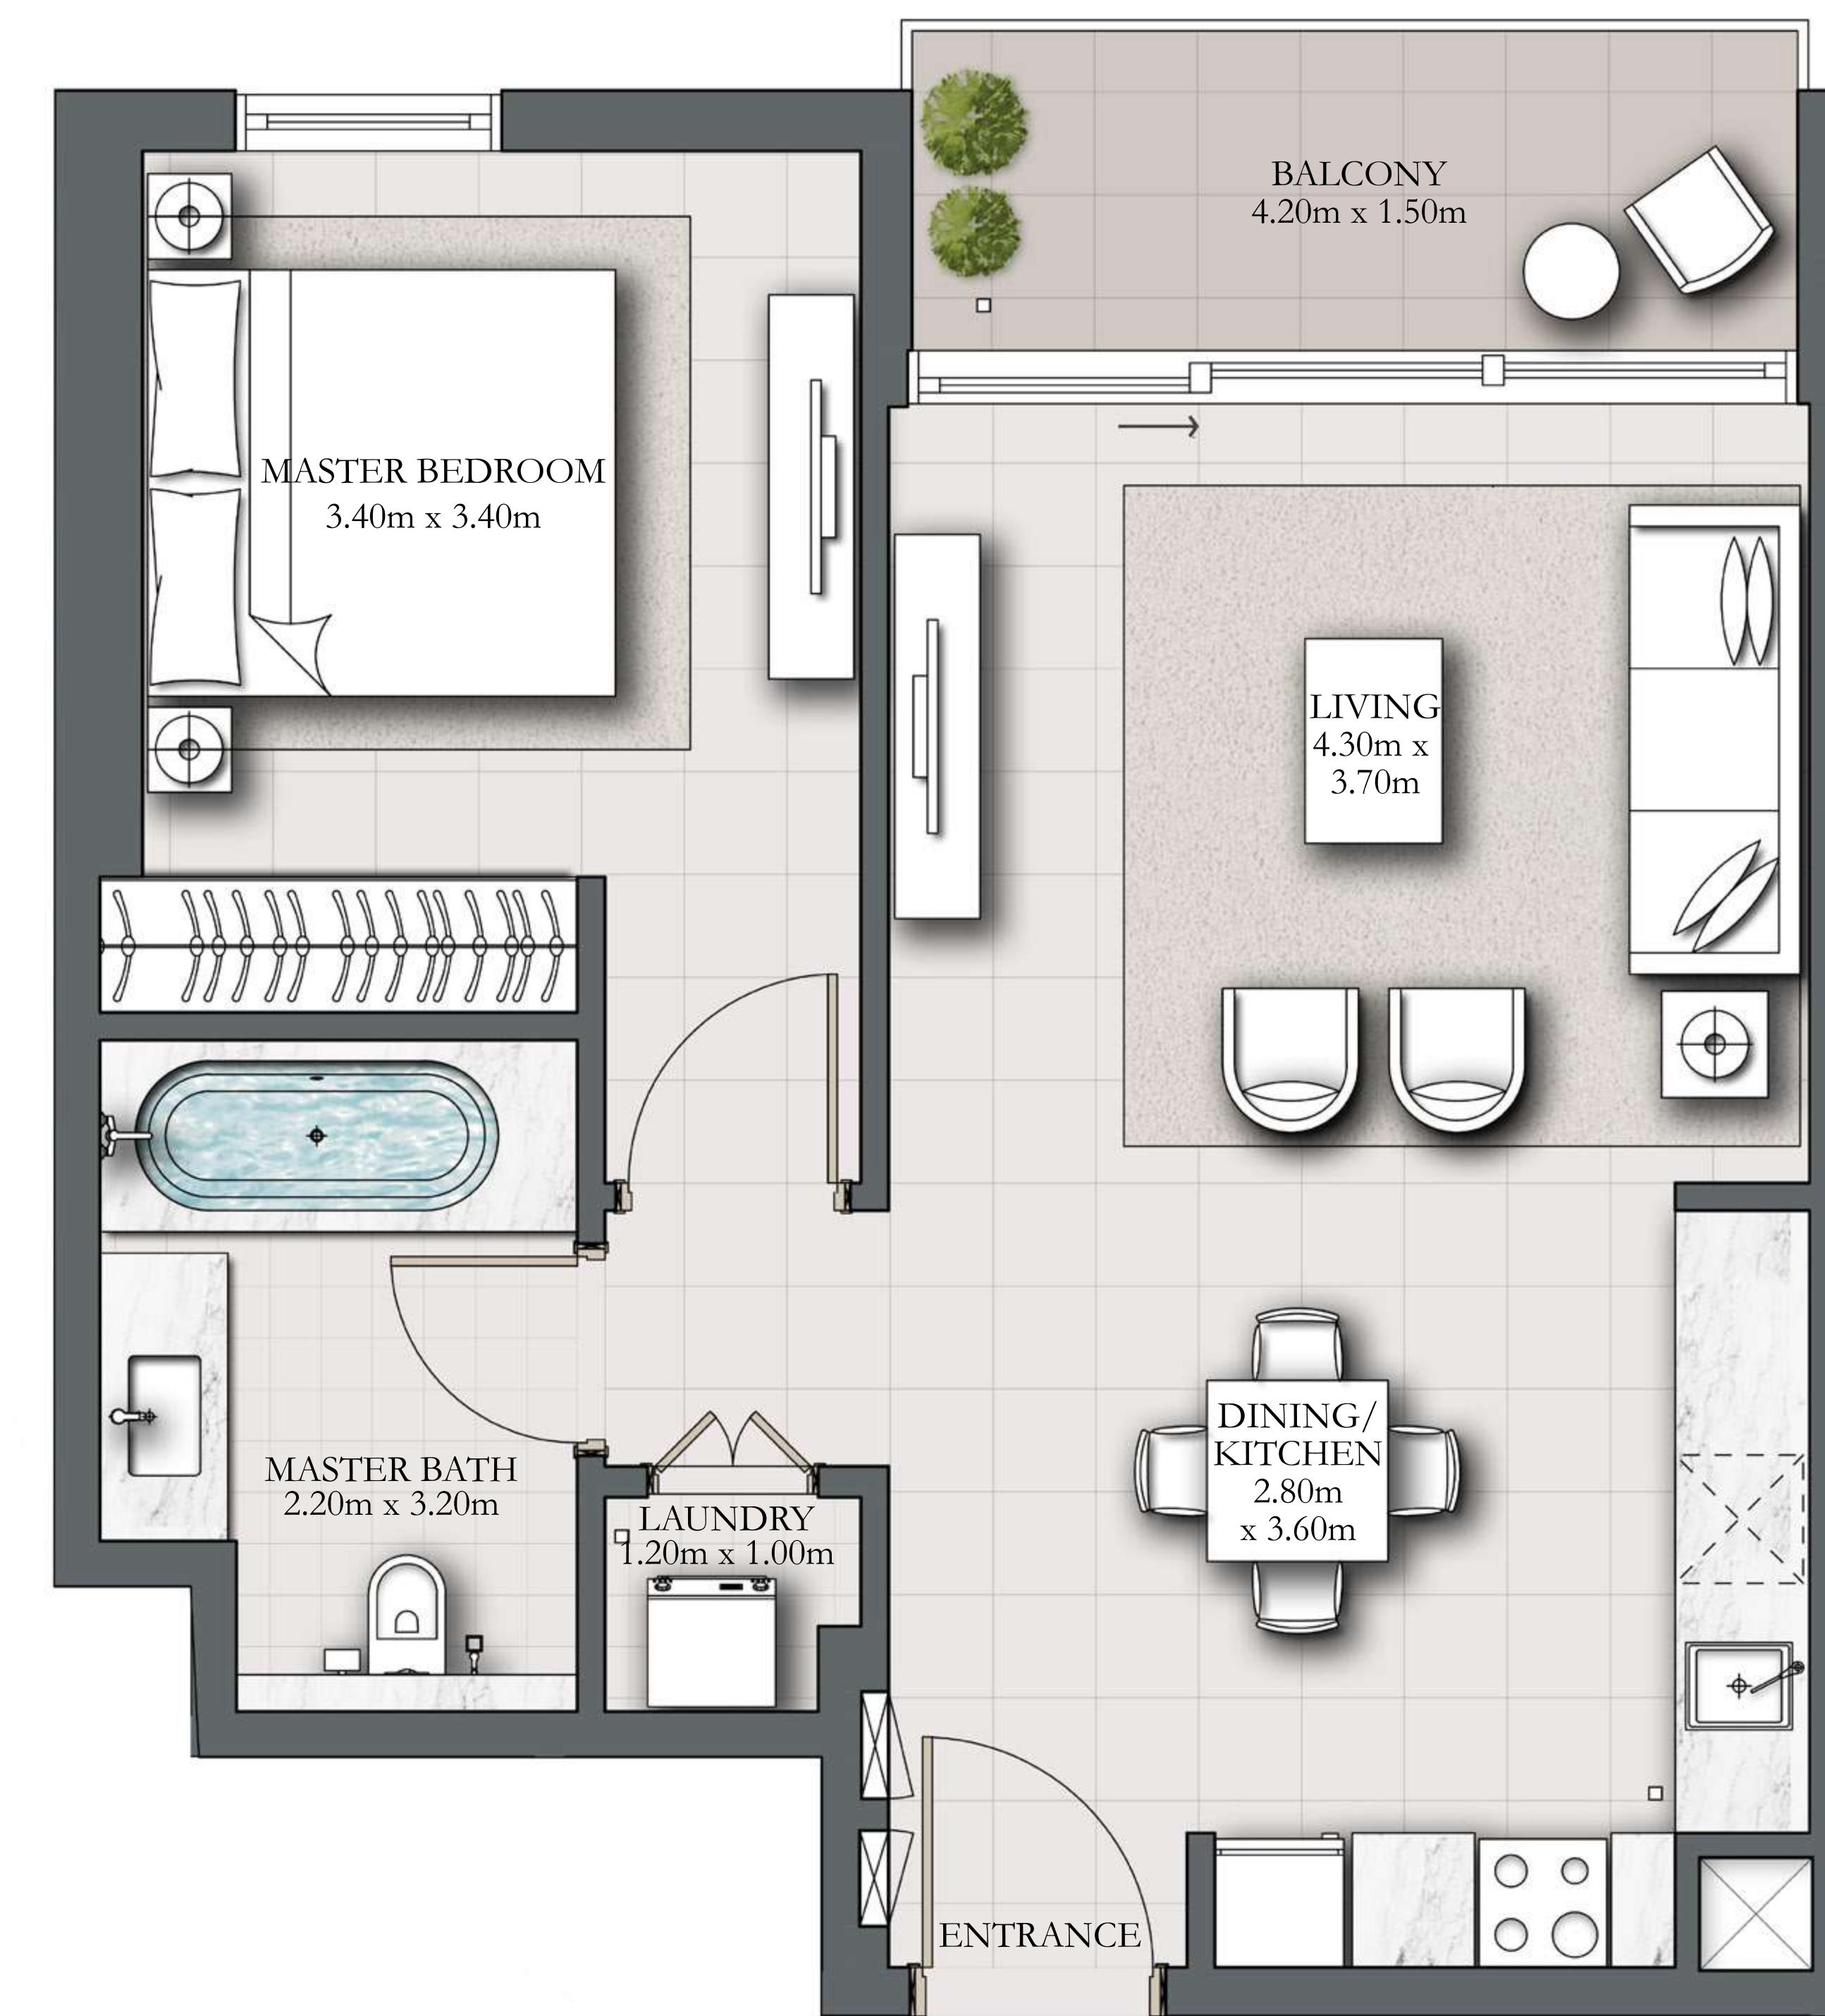 BALCONY
4.20m x 1.50m
MASTER BEDROOM
3.40m x 3.40m
LIVING
4.30m x
3.70m
DINING/
KITCHEN
2.80m
x 3.60m
MASTER BATH
2.20m x 3.20m
LAUNDRY
1.20m x 1.00m
ENTRANCE